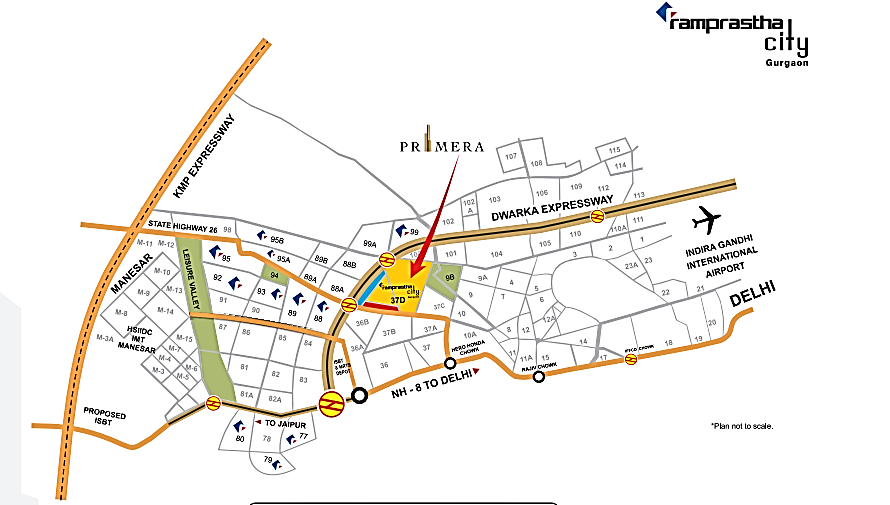 ramprastha
city
Gurgaon
PRIMERA
KMP EXPRESSWAY
DWARKA EXPRESSWAY
STATE HIGHWAY 26
98
99
99A
95B
95A
95
94
93
92
91
90
89B
89A
89
88B
88A
88
87
86
85
84
83
82
82A
81A
80
79
78
77
M-11
M-12
M-10
M-9
M-13
M-14
M-8
M-15
M-3A
M-7
M-4
M-6
M-3
M-5
MANESAR
LEISURE VALLEY
HSIIDC
IMT
MANESAR
PROPOSED
ISBT
TO JAIPUR
ISBT
& MRTS
DEPOT
NH - 8 TO DELHI
HERO HONDA
CHOWK
RAJIV CHOWK
IFFCO CHOWK
ramprastha
city
37D
37C
37B
37A
37
36B
36A
36
9B
9A
9
10
10A
4
5
7
8
12
12A
11
11A
15
14
17
18
19
20
21
22
23
23A
1
2
3
101
102
102
A
103
104
105
106
107
108
109
110
110A
111
112
113
114
115
INDIRA GANDHI
INTERNATIONAL
AIRPORT
DELHI
*Plan not to scale.